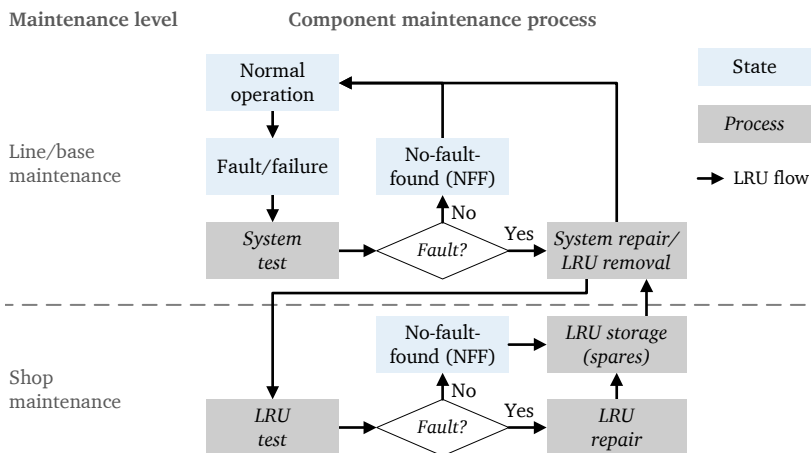 Maintenance level
Component maintenance process
Normal
operation
State
Process
LRU flow
Line/base
maintenance
Fault/failure
No-fault-
found (NFF)
No
Yes
System
test
Fault?
System repair/
LRU removal
No-fault-
found (NFF)
LRU storage
(spares)
Shop
maintenance
No
Yes
LRU
test
Fault?
LRU
repair